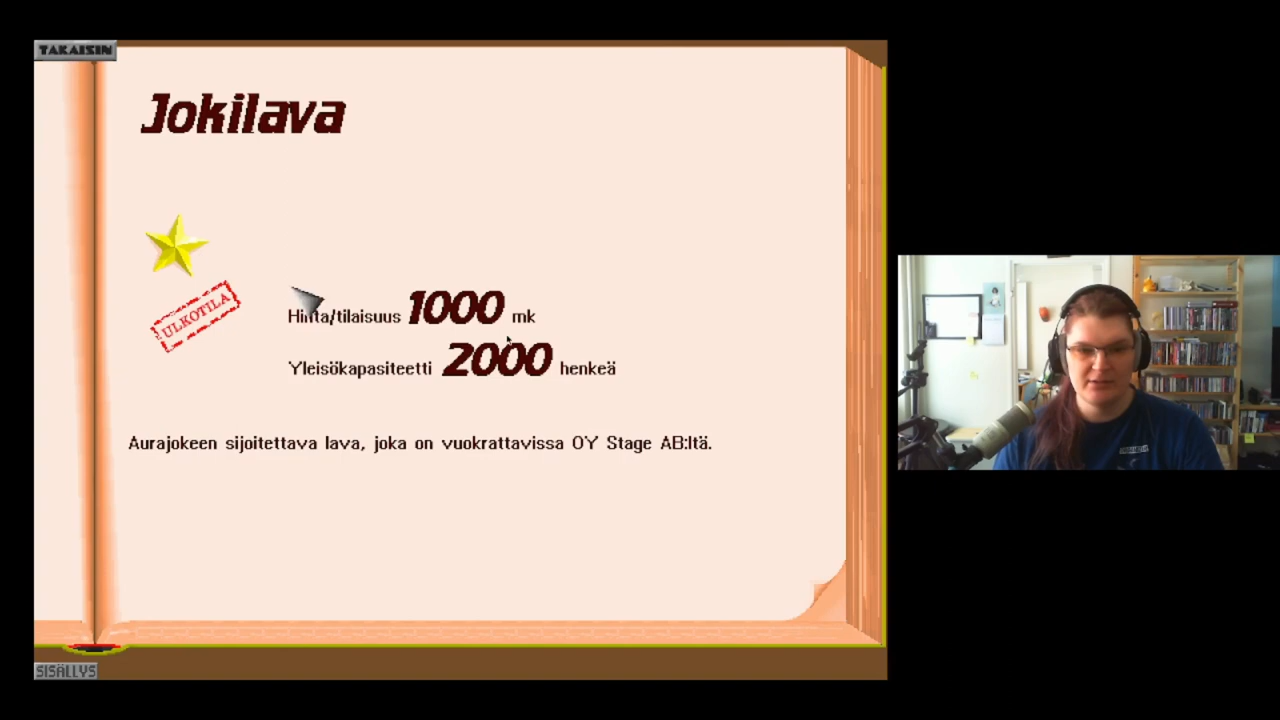 TAKAISIN
Jokilava
ULKOTILA
Hinta/tilaisuus 1000 mk
Yleisökapasiteetti 2000 henkeä
Aurajokeen sijoitettava lava, joka on vuokrattavissa OY Stage AB:ltä.
SISÄLLYS